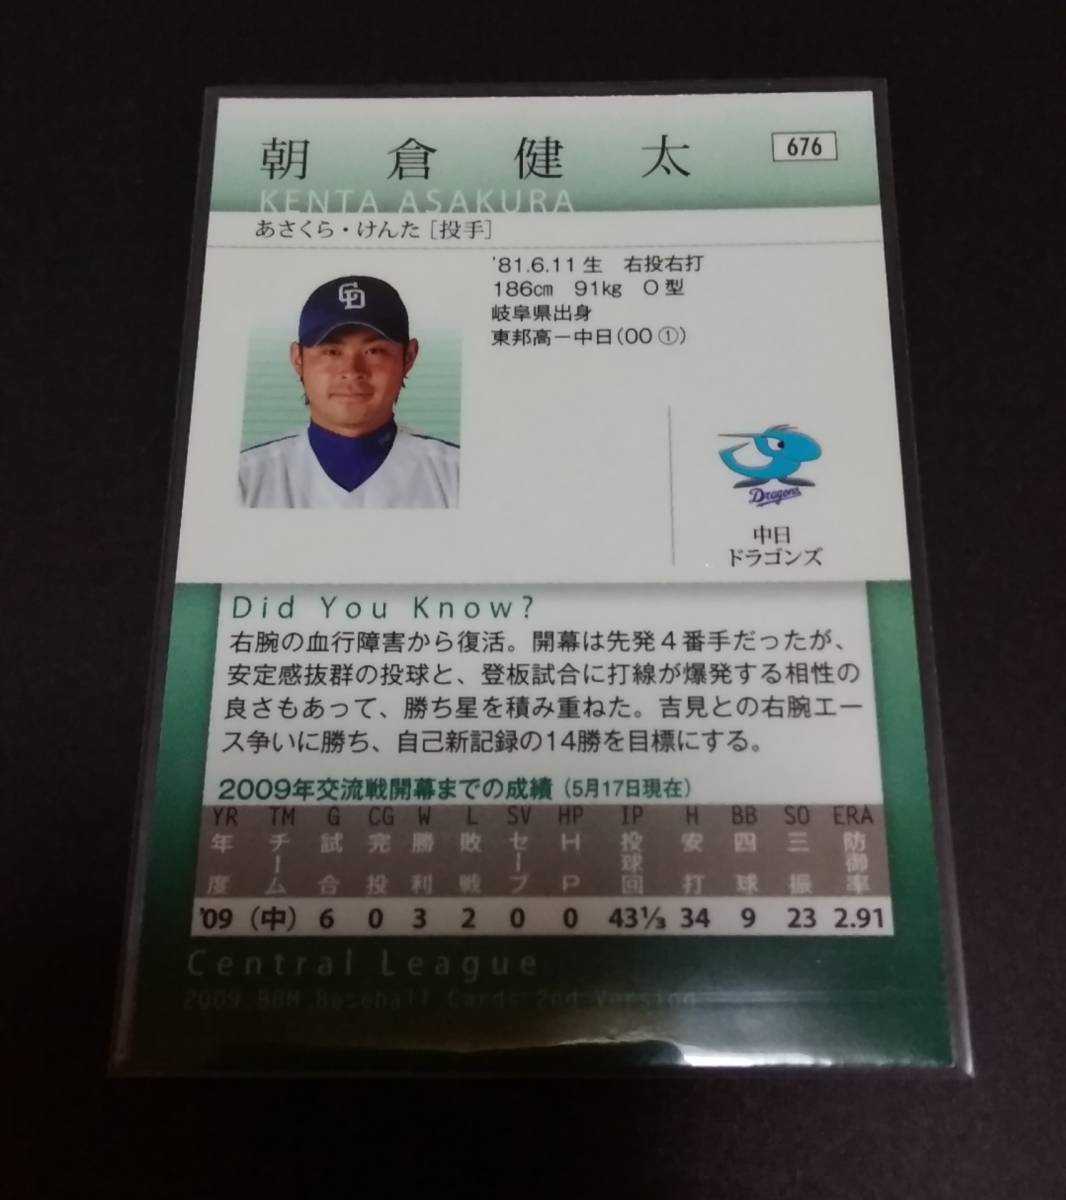 朝倉健太
676
KENTA ASAKURA
あさくら・けんた [投手]
'81.6.11生 右投右打
186cm 91kg O型
岐阜県出身
東邦高－中日(00①)
CD
Dragons
中日
ドラゴンズ
Did You Know?
右腕の血行障害から復活。開幕は先発4番手だったが、
安定感抜群の投球と、登板試合に打線が爆発する相性の
良さもあって、勝ち星を積み重ねた。吉見との右腕エー
ス争いに勝ち、自己新記録の14勝を目標にする。
2009年交流戦開幕までの成績（5月17日現在）
YR TM G CG W L SV HP IP H BB SO ERA
年度 チーム 試合 完投 勝利 敗戦 セーブ HP 投球回 安打 四球 三振 防御率
'09 (中) 6 0 3 2 0 0 43⅓ 34 9 23 2.91
Central League
2009 BBM Baseball Cards 2nd Version